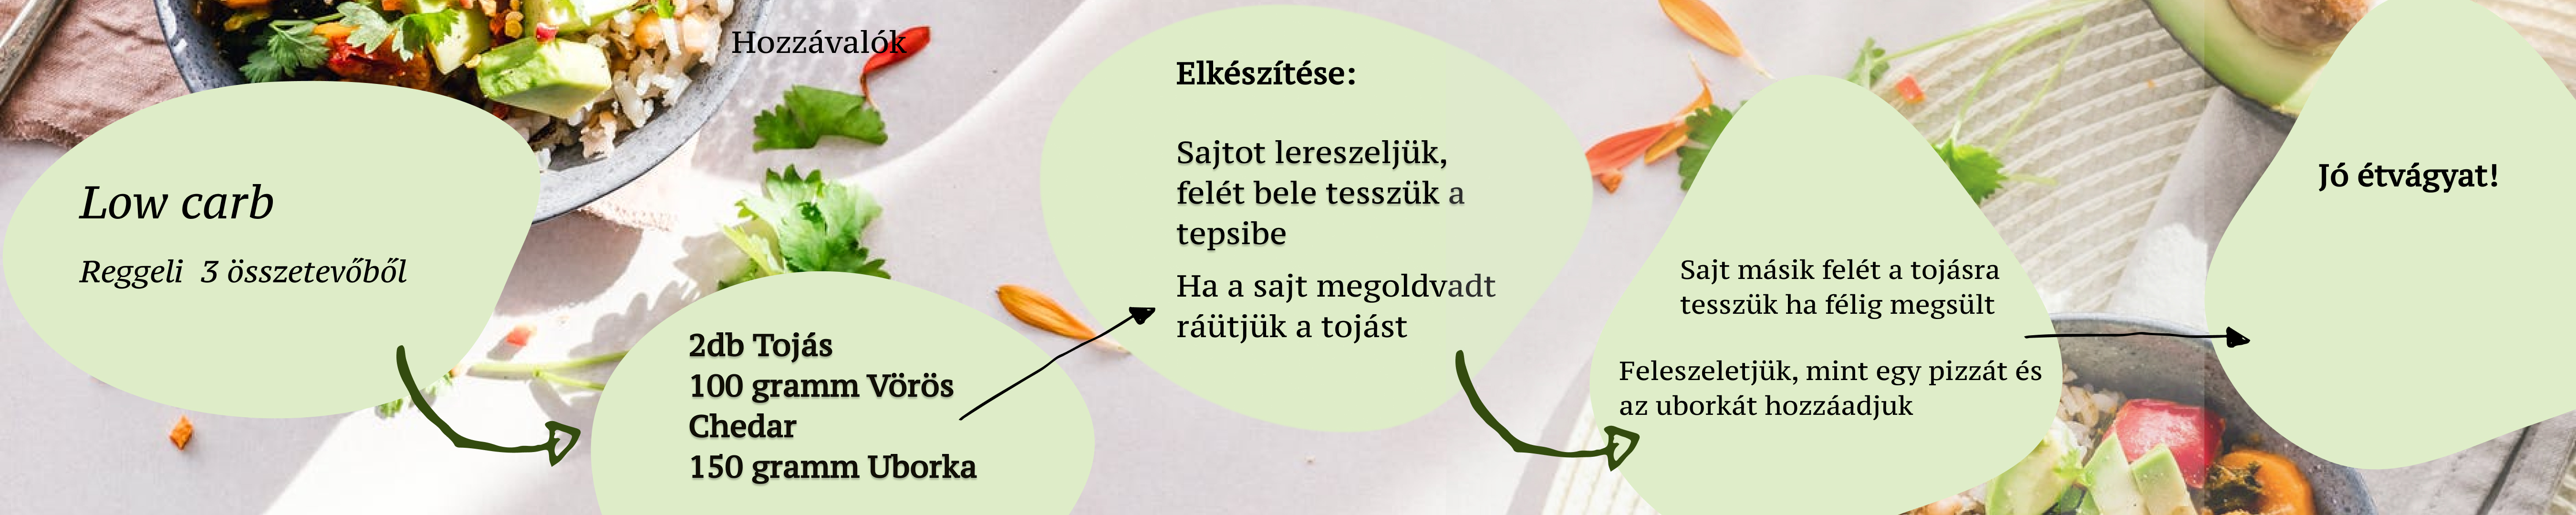 Low carb
Reggeli  3 összetevőből
Hozzávalók
2db Tojás
100 gramm Vörös
Chedar
150 gramm Uborka
Elkészítése:
Sajtot lereszeljük,
felét bele tesszük a
tepsibe
Ha a sajt megoldvadt
ráütjük a tojást
Sajt másik felét a tojásra
tesszük ha félig megsült
Feleszeletjük, mint egy pizzát és
az uborkát hozzáadjuk
Jó étvágyat!